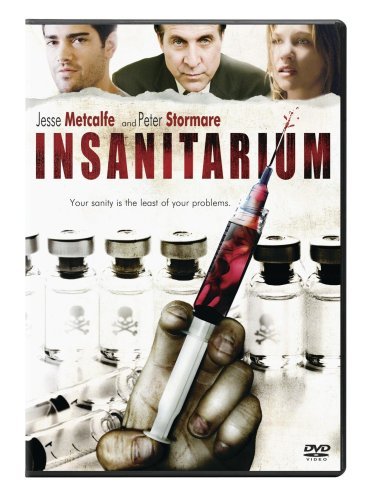 Jesse Metcalfe and Peter Stormare
INSANITARIUM
Your sanity is the least of your problems.
DVD
VIDEO